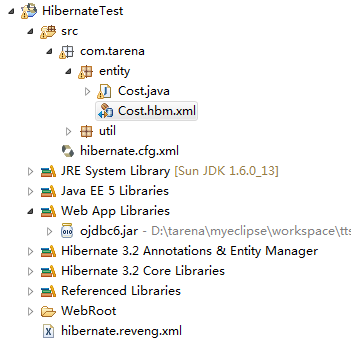 HibernateTest
src
com.tarena
entity
Cost.java
Cost.hbm.xml
util
hibernate.cfg.xml
JRE System Library [Sun JDK 1.6.0_13]
Java EE 5 Libraries
Web App Libraries
ojdbc6.jar - D:\tarena\myeclipse\workspace\tts
Hibernate 3.2 Annotations & Entity Manager
Hibernate 3.2 Core Libraries
Referenced Libraries
WebRoot
hibernate.reveng.xml